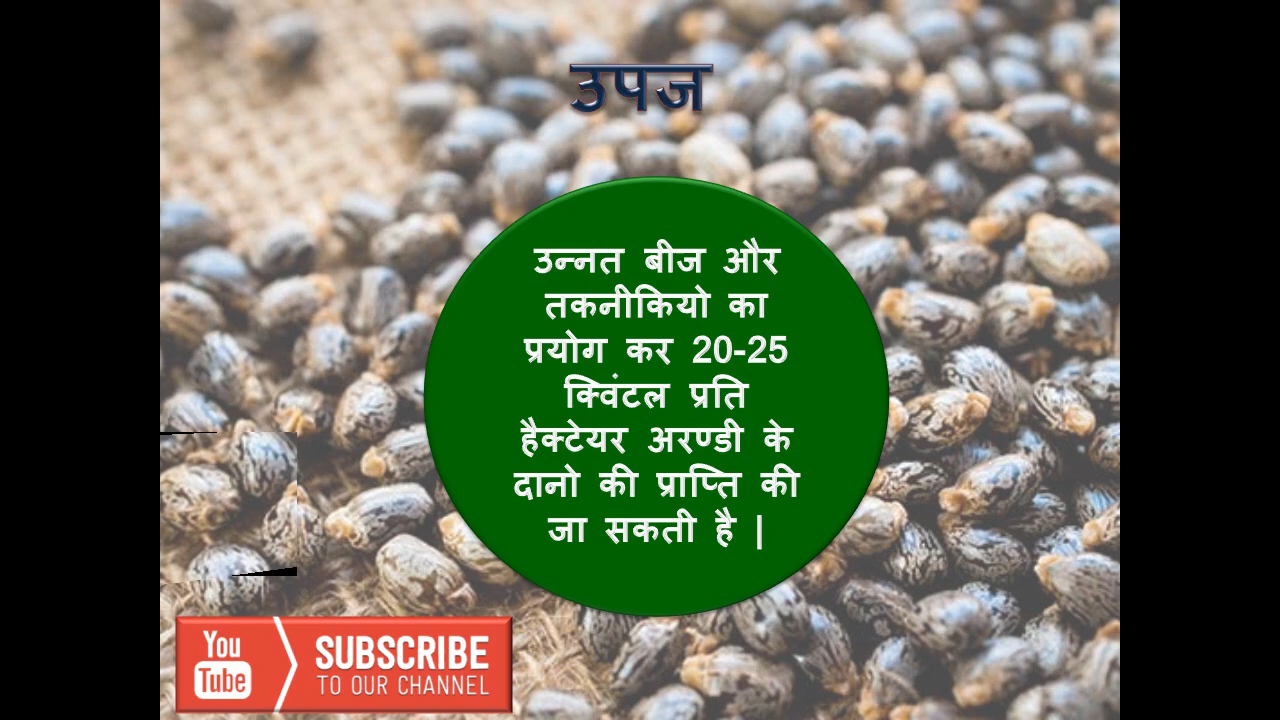 उपज
उन्नत बीज और
तकनीकियो का
प्रयोग कर 20-25
क्विंटल प्रति
हैक्टेयर अरण्डी के
दानो की प्राप्ति की
जा सकती है |
You
Tube
SUBSCRIBE
TO OUR CHANNEL